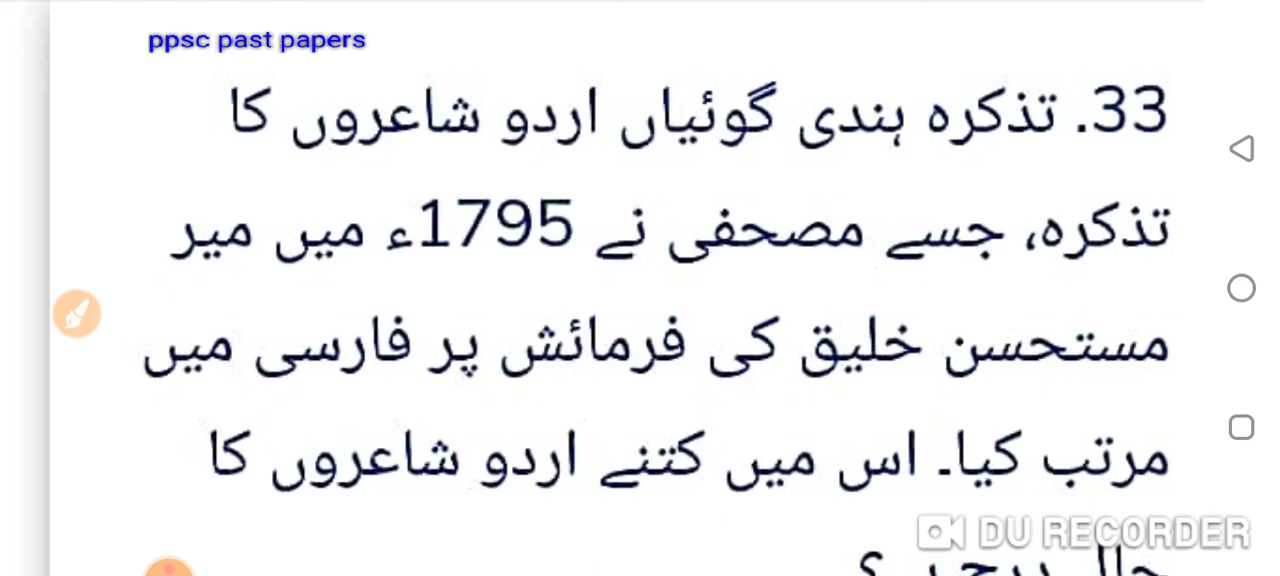 ppsc past papers
33. تذکرہ ہندی گوئیاں اردو شاعروں کا
تذکرہ، جسے مصحفی نے 1795ء میں میر
مستحسن خلیق کی فرمائش پر فارسی میں
مرتب کیا۔ اس میں کتنے اردو شاعروں کا
DU RECORDER
؟